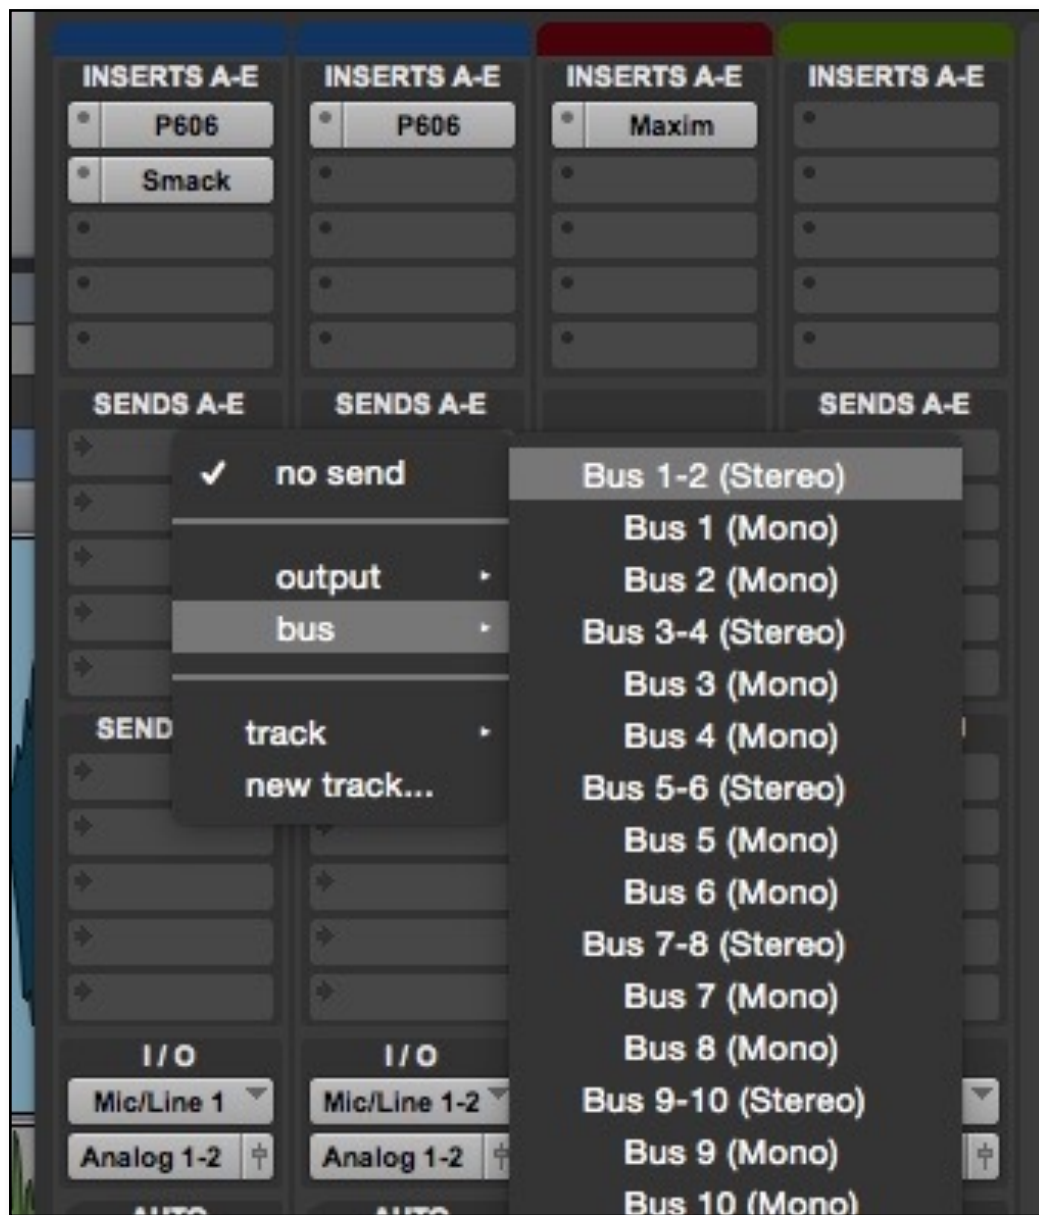 INSERTS A-E INSERTS A-E INSERTS A-E INSERTS A-E
P606 P606 Maxim
Smack
SENDS A-E SENDS A-E SENDS A-E
✓ no send
output
bus
track
new track...
Bus 1-2 (Stereo)
Bus 1 (Mono)
Bus 2 (Mono)
Bus 3-4 (Stereo)
Bus 3 (Mono)
Bus 4 (Mono)
Bus 5-6 (Stereo)
Bus 5 (Mono)
Bus 6 (Mono)
Bus 7-8 (Stereo)
Bus 7 (Mono)
Bus 8 (Mono)
Bus 9-10 (Stereo)
Bus 9 (Mono)
Bus 10 (Mono)
SEND
I / O I / O
Mic/Line 1 Mic/Line 1-2
Analog 1-2 Analog 1-2